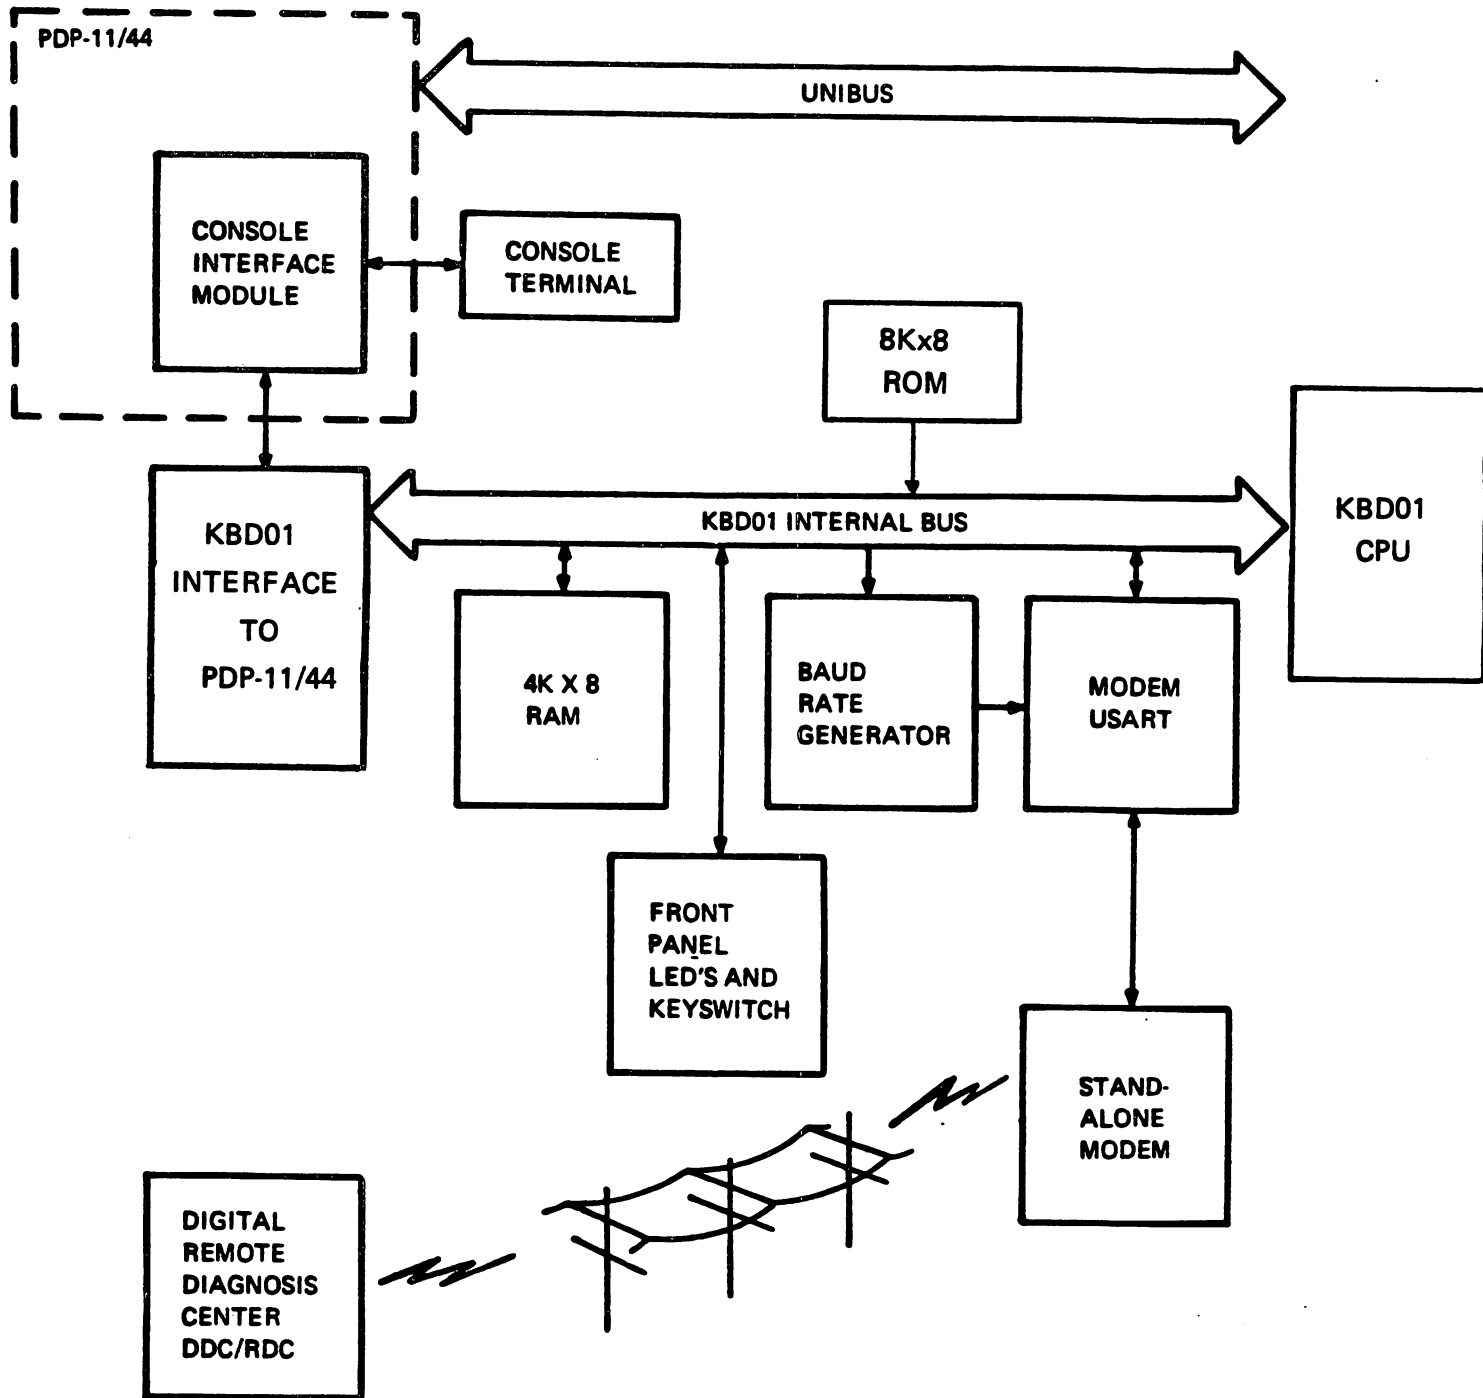 PDP-11/44
UNIBUS
CONSOLE
INTERFACE
MODULE
CONSOLE
TERMINAL
8Kx8
ROM
KBD01
INTERFACE
TO
PDP-11/44
KBD01 INTERNAL BUS
KBD01
CPU
4K X 8
RAM
BAUD
RATE
GENERATOR
MODEM
USART
FRONT
PANEL
LED'S AND
KEYSWITCH
STAND-
ALONE
MODEM
DIGITAL
REMOTE
DIAGNOSIS
CENTER
DDC/RDC